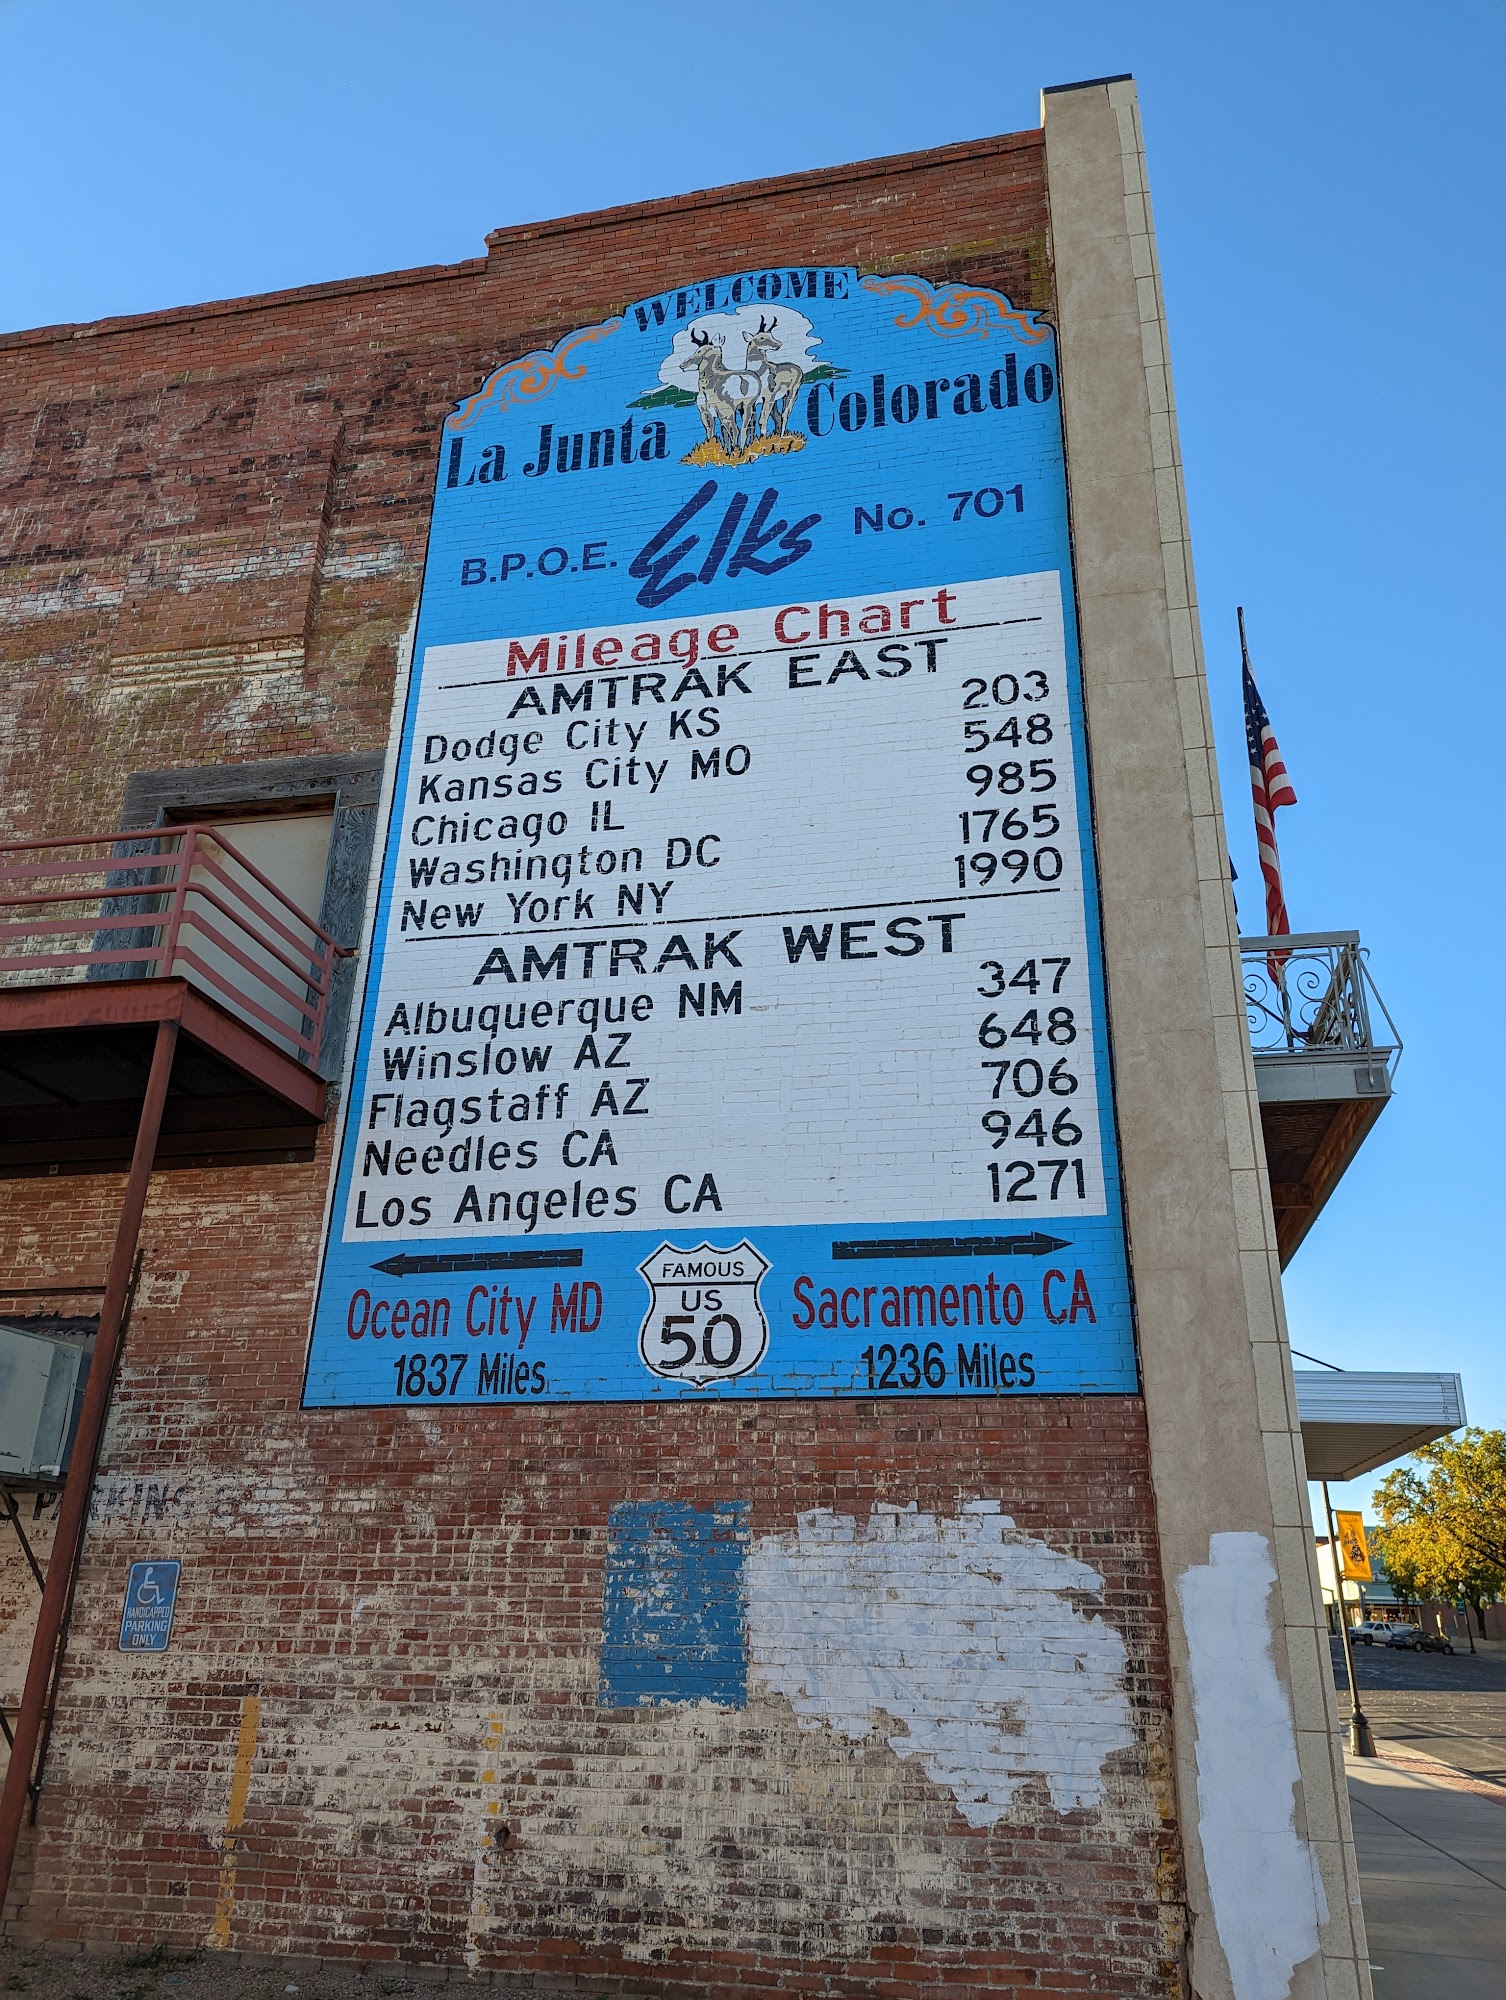 WELCOME
La Junta Colorado
B.P.O.E. Elks No. 701
Mileage Chart
AMTRAK EAST
Dodge City KS 203
Kansas City MO 548
Chicago IL 985
Washington DC 1765
New York NY 1990
AMTRAK WEST
Albuquerque NM 347
Winslow AZ 648
Flagstaff AZ 706
Needles CA 946
Los Angeles CA 1271
Ocean City MD
1837 Miles
FAMOUS
US
50
Sacramento CA
1236 Miles
PARKING
HANDICAPPED
PARKING
ONLY